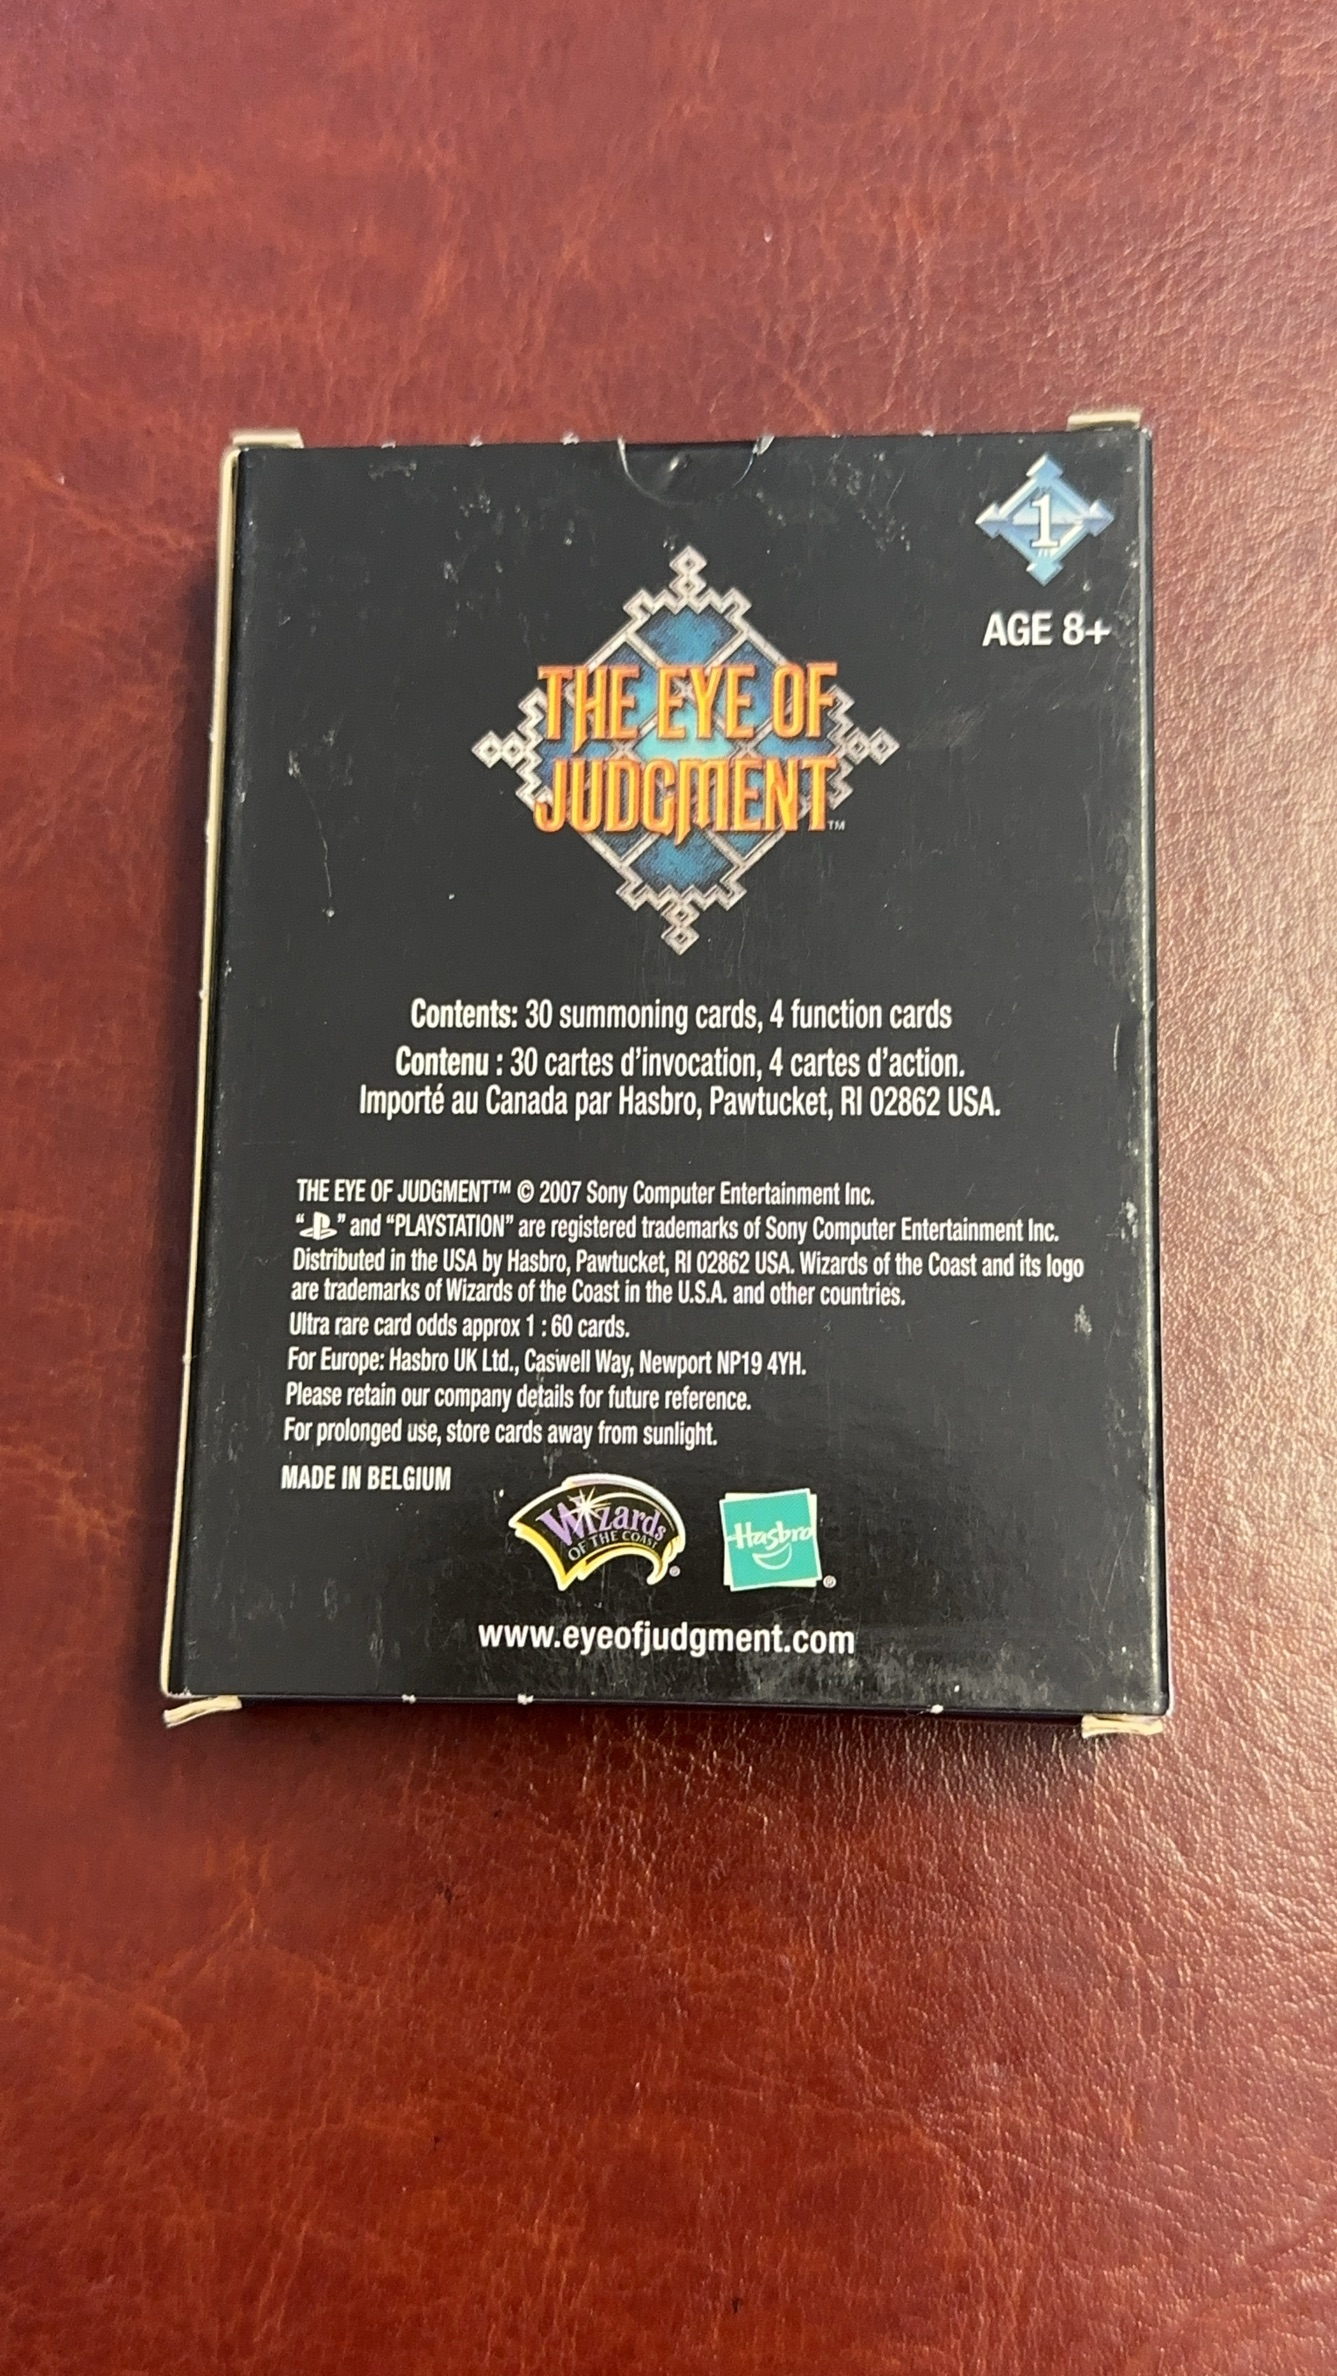 1
AGE 8+
THE EYE OF
JUDGMENT™
Contents: 30 summoning cards, 4 function cards
Contenu : 30 cartes d'invocation, 4 cartes d'action.
Importé au Canada par Hasbro, Pawtucket, RI 02862 USA.
THE EYE OF JUDGMENT™ © 2007 Sony Computer Entertainment Inc.
“ ” and “PLAYSTATION” are registered trademarks of Sony Computer Entertainment Inc.
Distributed in the USA by Hasbro, Pawtucket, RI 02862 USA. Wizards of the Coast and its logo
are trademarks of Wizards of the Coast in the U.S.A. and other countries.
Ultra rare card odds approx 1 : 60 cards.
For Europe: Hasbro UK Ltd., Caswell Way, Newport NP19 4YH.
Please retain our company details for future reference.
For prolonged use, store cards away from sunlight.
MADE IN BELGIUM
Wizards
OF THE COAST ®
Hasbro ®
www.eyeofjudgment.com